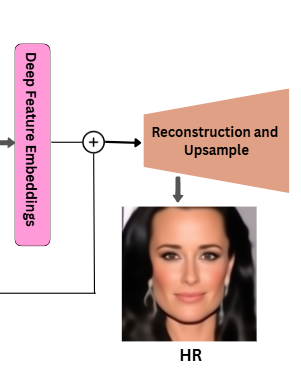 Deep Feature Embeddings
+
Reconstruction and
Upsample
HR